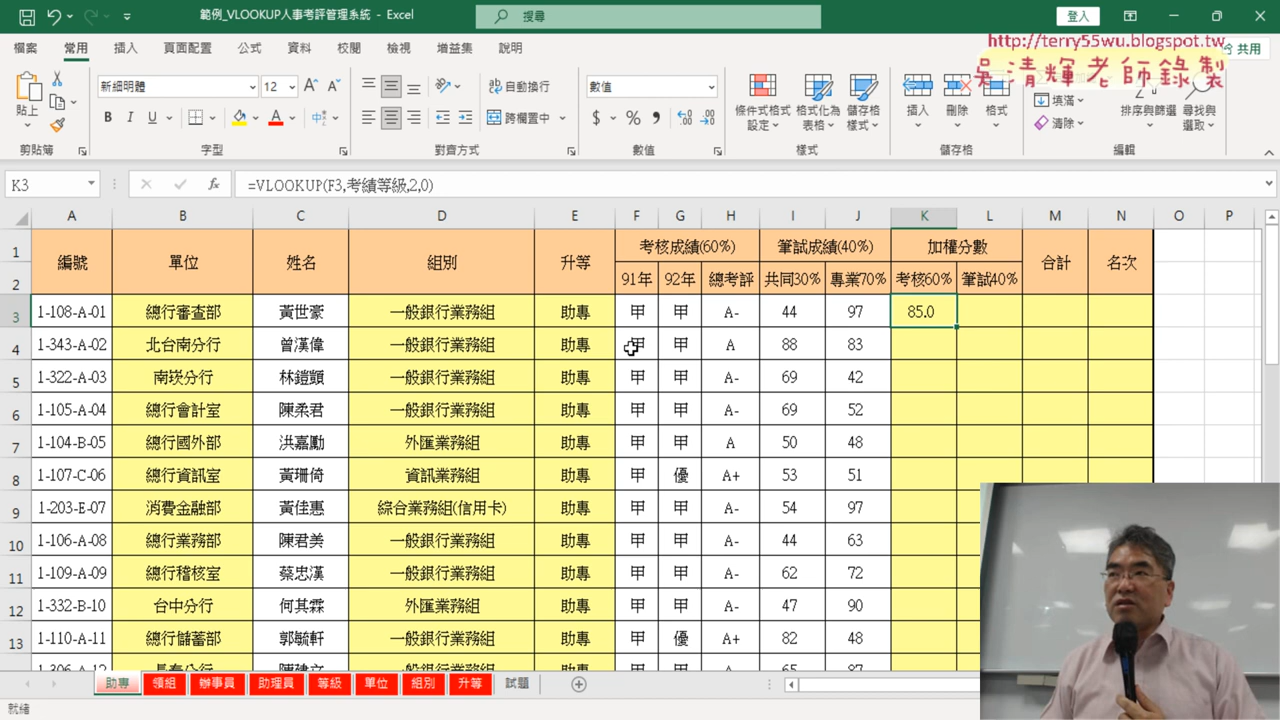 範例_VLOOKUP人事考評管理系統 - Excel
搜尋
登入
http://terry55wu.blogspot.tw
吳清輝老師錄製
檔案 常用 插入 頁面配置 公式 資料 校閱 檢視 增益集 說明
共用
貼上
新細明體 12
B I U
自動換行
跨欄置中
數值
$ % ,
條件式格式設定
格式化為表格
儲存格樣式
插入 刪除 格式
填滿
清除
排序與篩選
尋找與選取
剪貼簿 字型 對齊方式 數值 樣式 儲存格 編輯
K3 fx =VLOOKUP(F3,考績等級,2,0)
A B C D E F G H I J K L M N O P
1 編號 單位 姓名 組別 升等 考核成績(60%) 筆試成績(40%) 加權分數 合計 名次
2 91年 92年 總考評 共同30% 專業70% 考核60% 筆試40%
3 1-108-A-01 總行審查部 黃世豪 一般銀行業務組 助專 甲 甲 A- 44 97 85.0
4 1-343-A-02 北台南分行 曾漢偉 一般銀行業務組 助專 甲 甲 A 88 83
5 1-322-A-03 南崁分行 林鎧顗 一般銀行業務組 助專 甲 甲 A- 69 42
6 1-105-A-04 總行會計室 陳柔君 一般銀行業務組 助專 甲 甲 A- 69 52
7 1-104-B-05 總行國外部 洪嘉勵 外匯業務組 助專 甲 甲 A 50 48
8 1-107-C-06 總行資訊室 黃珊倚 資訊業務組 助專 甲 優 A+ 53 51
9 1-203-E-07 消費金融部 黃佳惠 綜合業務組(信用卡) 助專 甲 甲 A- 54 97
10 1-106-A-08 總行業務部 陳君美 一般銀行業務組 助專 甲 甲 A- 44 63
11 1-109-A-09 總行稽核室 蔡忠漢 一般銀行業務組 助專 甲 甲 A- 62 72
12 1-332-B-10 台中分行 何其霖 外匯業務組 助專 甲 甲 A- 47 90
13 1-110-A-11 總行儲蓄部 郭毓軒 一般銀行業務組 助專 甲 優 A+ 82 48
助專 領組 辦事員 助理員 等級 單位 組別 升等 試題
就緒